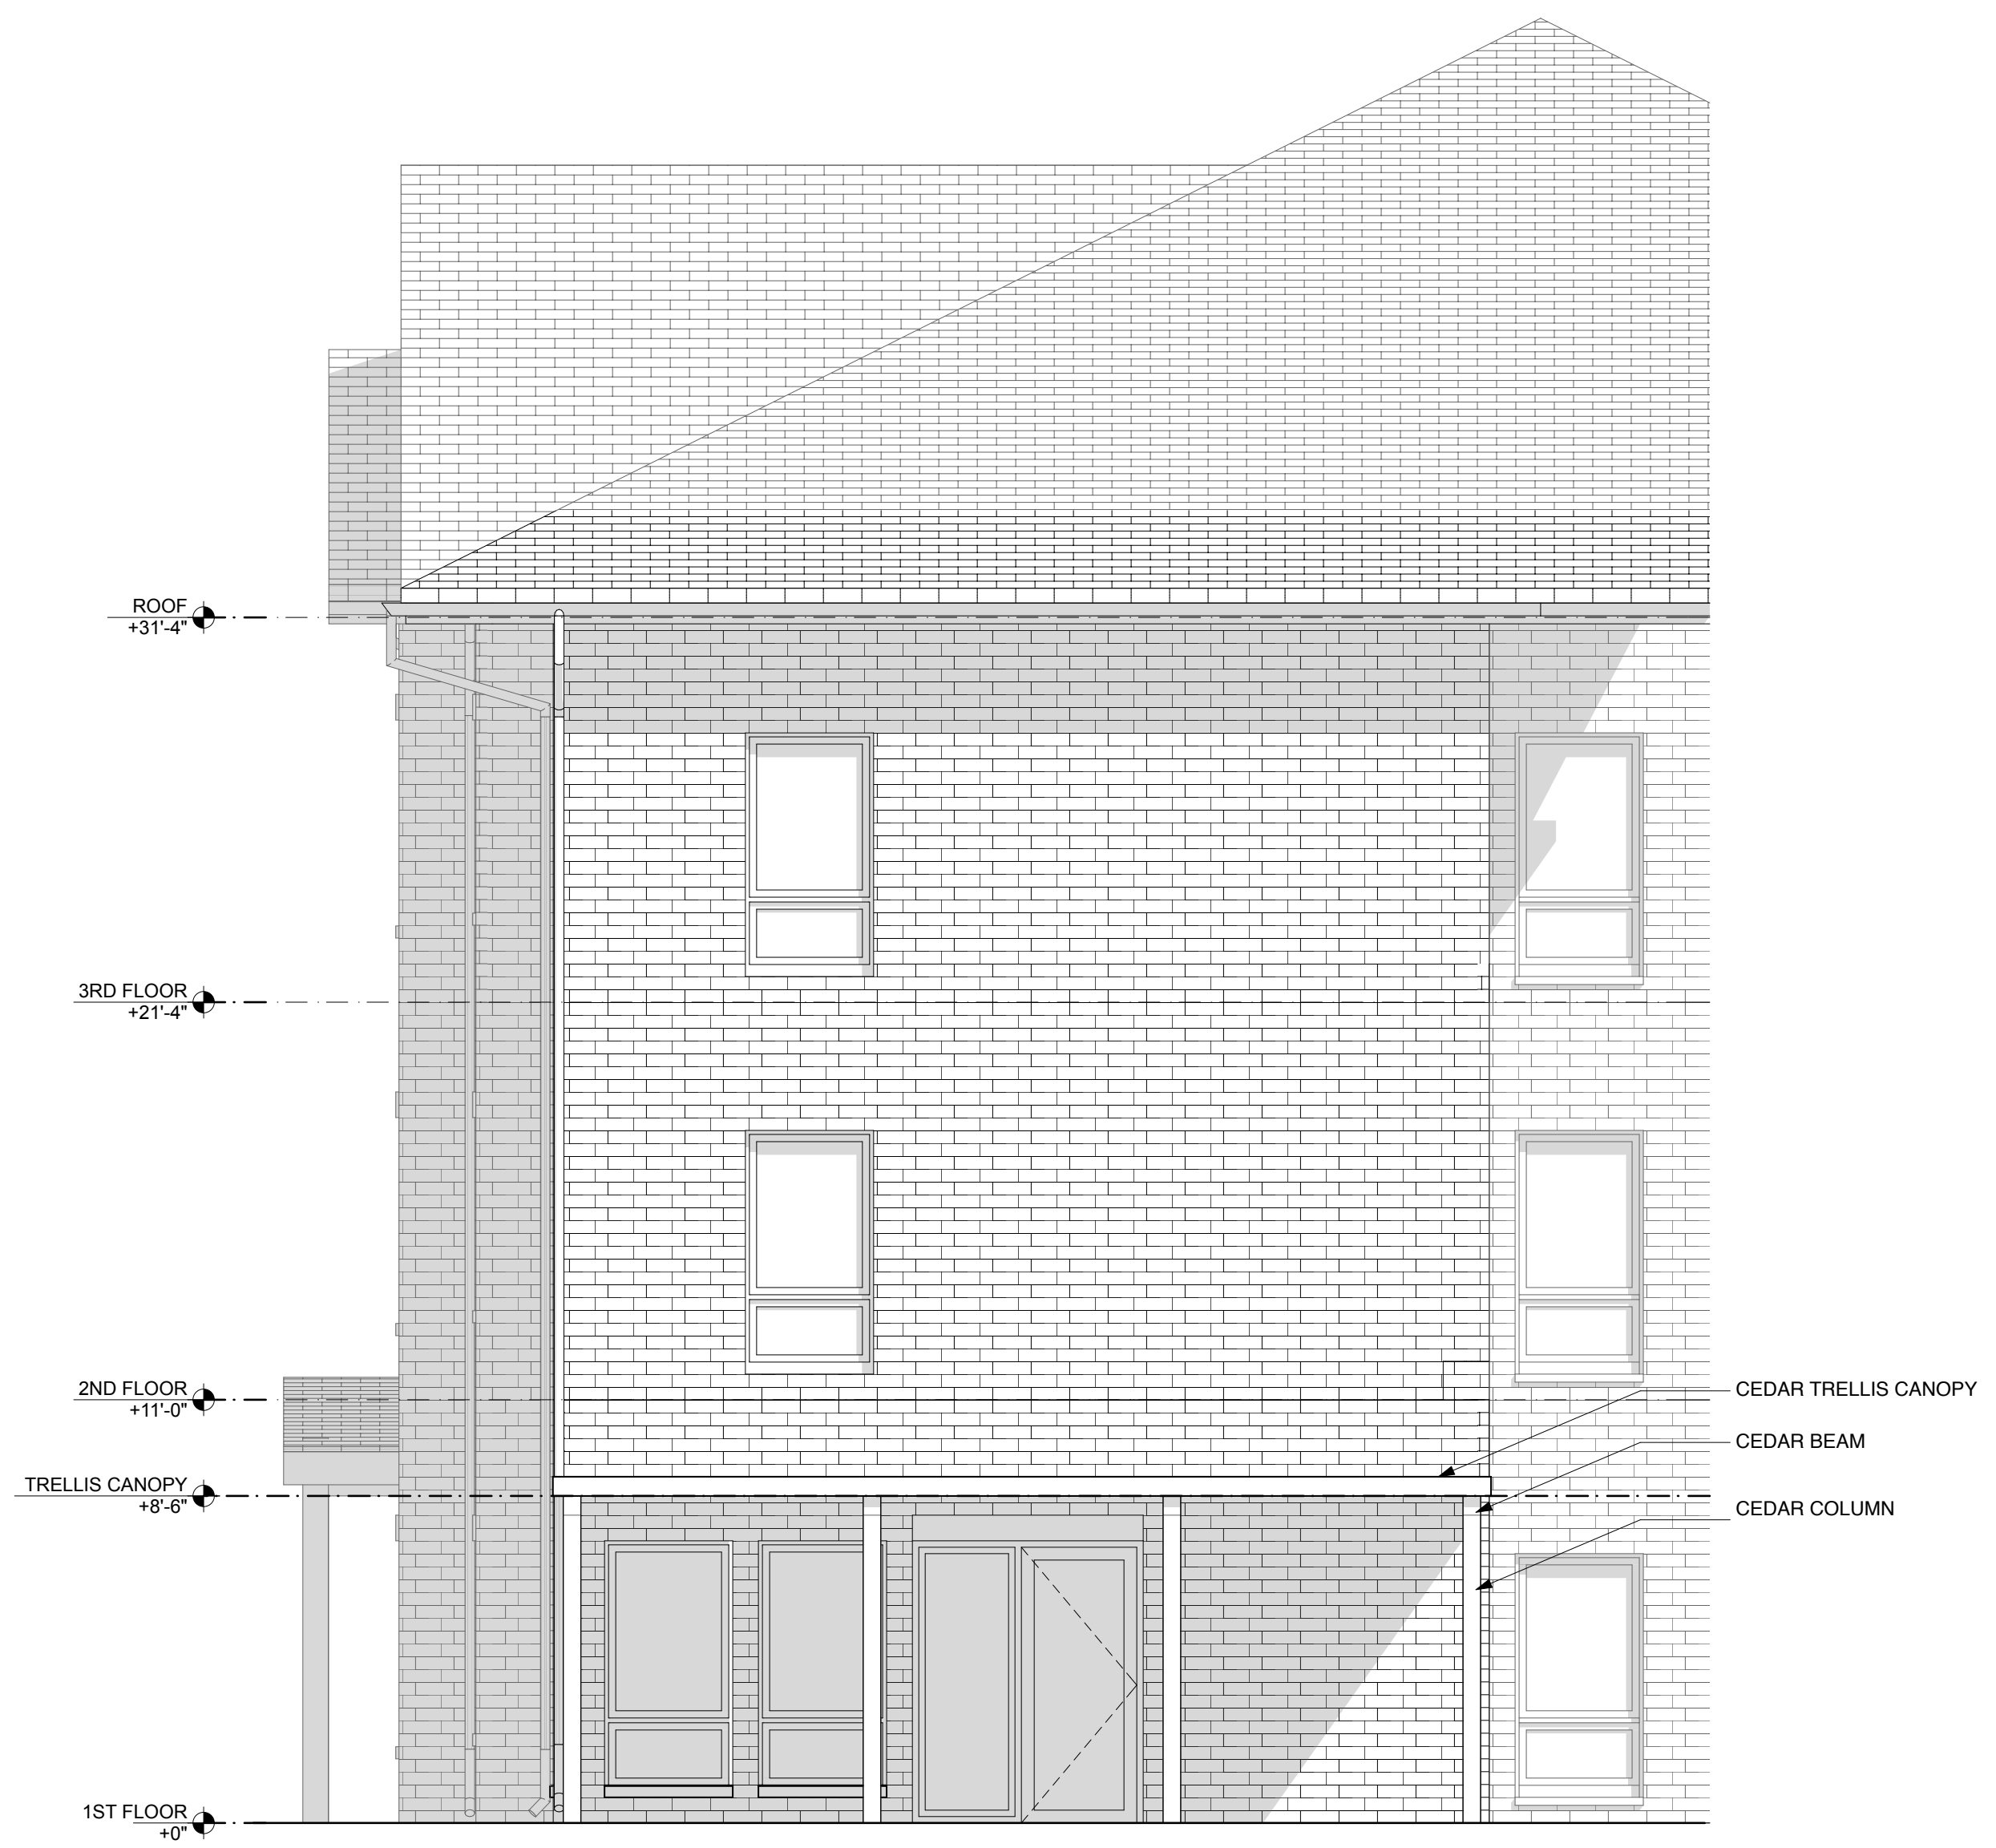 ROOF
+31'-4"
3RD FLOOR
+21'-4"
2ND FLOOR
+11'-0"
CEDAR TRELLIS CANOPY
CEDAR BEAM
TRELLIS CANOPY
+8'-6"
CEDAR COLUMN
1ST FLOOR
+0"